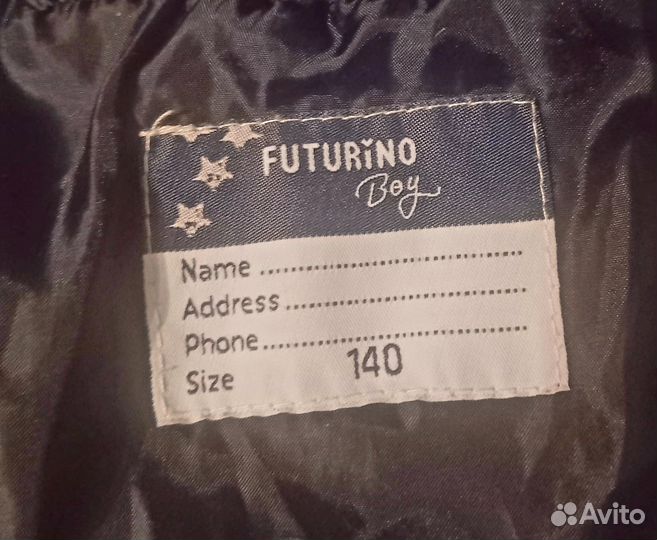 FUTURiNO
Boy
Name ........................................
Address ....................................
Phone ........................................
Size 140
Avito